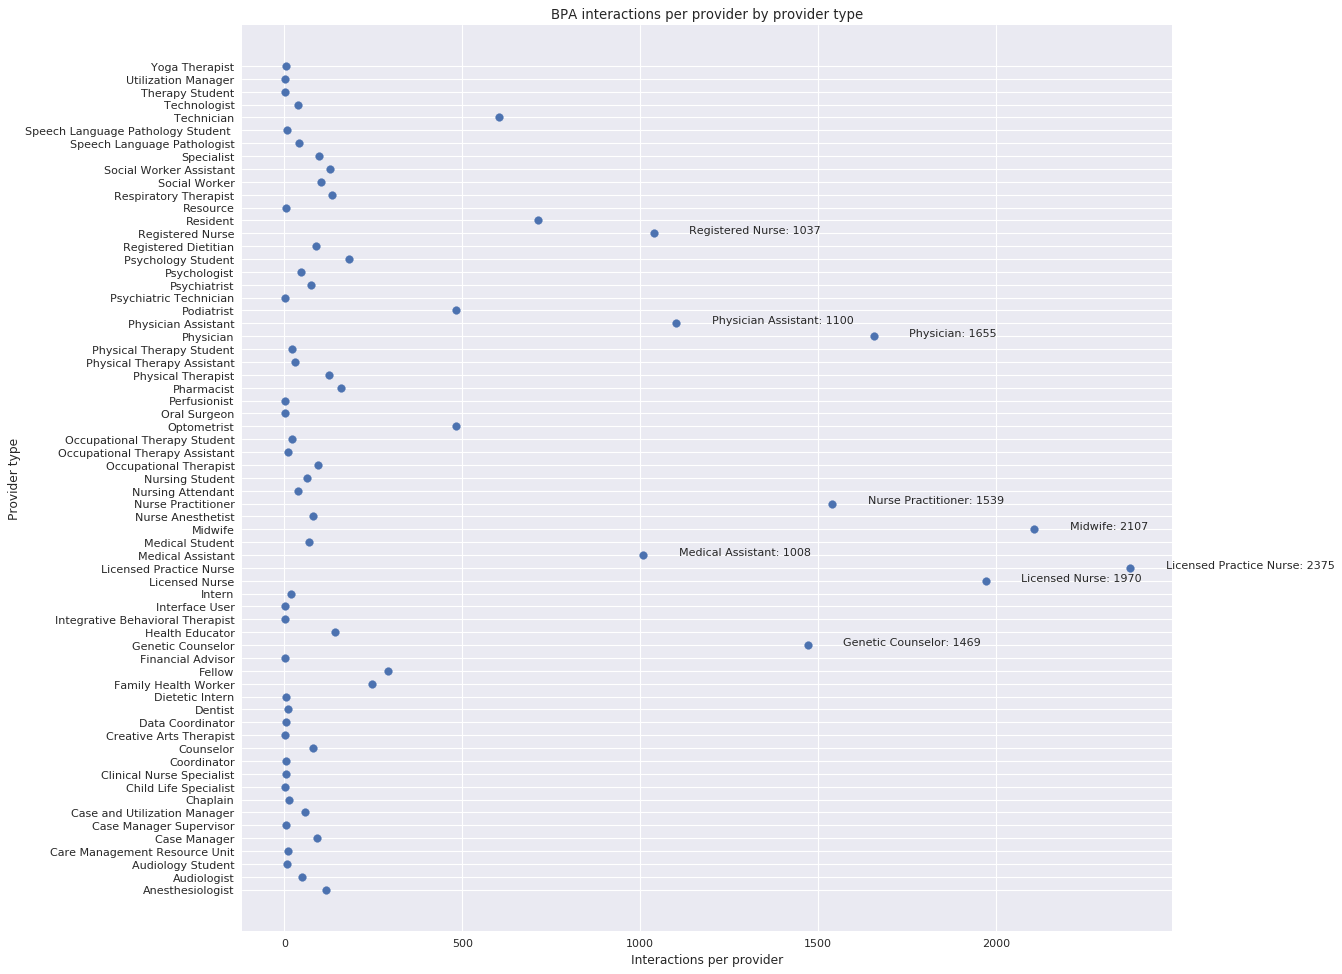 BPA interactions per provider by provider type
Yoga Therapist
Utilization Manager
Therapy Student
Technologist
Technician
Speech Language Pathology Student
Speech Language Pathologist
Specialist
Social Worker Assistant
Social Worker
Respiratory Therapist
Resource
Resident
Registered Nurse
Registered Nurse: 1037
Registered Dietitian
Psychology Student
Psychologist
Psychiatrist
Psychiatric Technician
Podiatrist
Physician Assistant
Physician Assistant: 1100
Physician
Physician: 1655
Physical Therapy Student
Physical Therapy Assistant
Physical Therapist
Pharmacist
Perfusionist
Oral Surgeon
Optometrist
Occupational Therapy Student
Occupational Therapy Assistant
Occupational Therapist
Nursing Student
Nursing Attendant
Nurse Practitioner
Nurse Practitioner: 1539
Nurse Anesthetist
Midwife
Midwife: 2107
Medical Student
Medical Assistant
Medical Assistant: 1008
Licensed Practice Nurse
Licensed Practice Nurse: 2375
Licensed Nurse
Licensed Nurse: 1970
Intern
Interface User
Integrative Behavioral Therapist
Health Educator
Genetic Counselor
Genetic Counselor: 1469
Financial Advisor
Fellow
Family Health Worker
Dietetic Intern
Dentist
Data Coordinator
Creative Arts Therapist
Counselor
Coordinator
Clinical Nurse Specialist
Child Life Specialist
Chaplain
Case and Utilization Manager
Case Manager Supervisor
Case Manager
Care Management Resource Unit
Audiology Student
Audiologist
Anesthesiologist
Provider type
0 500 1000 1500 2000
Interactions per provider